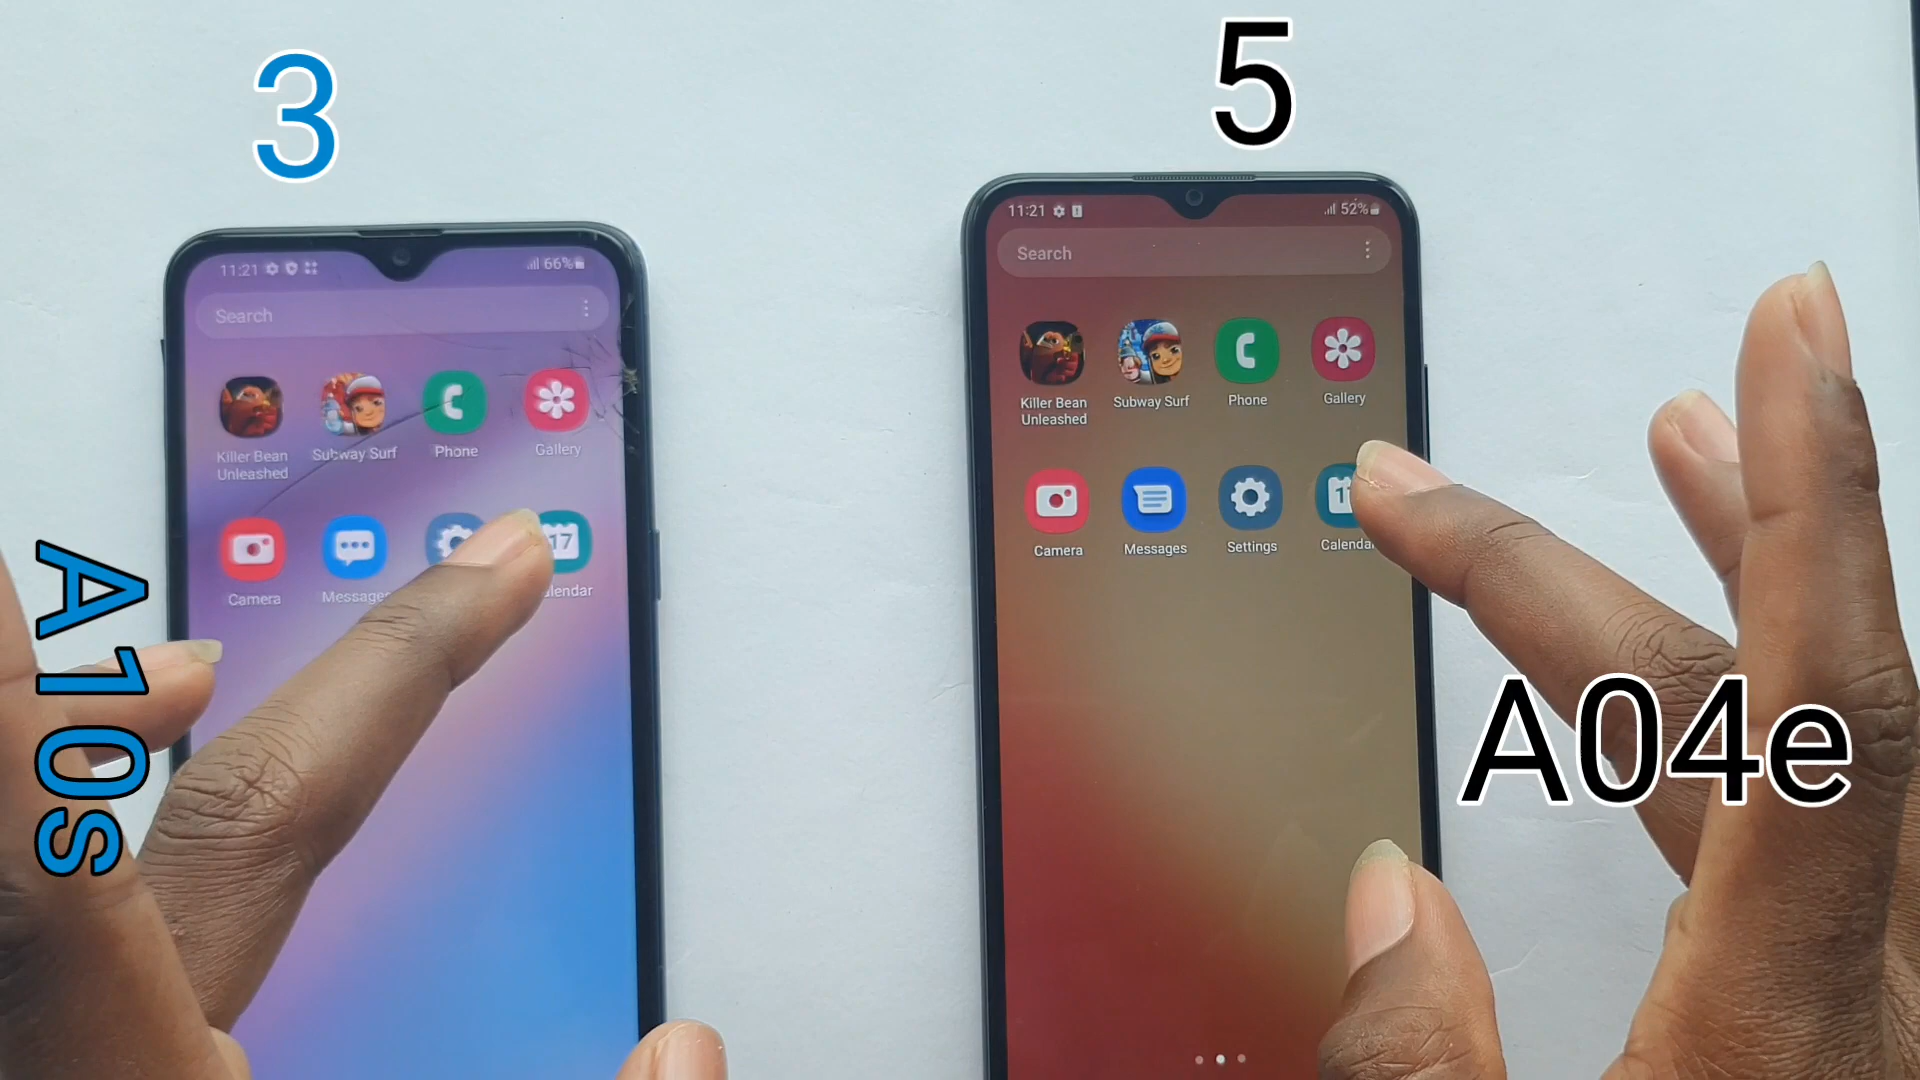 3
5
A10s
A04e
11:21
66%
Search
Killer Bean
Unleashed
Subway Surf
Phone
Gallery
17
Camera
Messages
11:21
52%
Search
Killer Bean
Unleashed
Subway Surf
Phone
Gallery
Camera
Messages
Settings